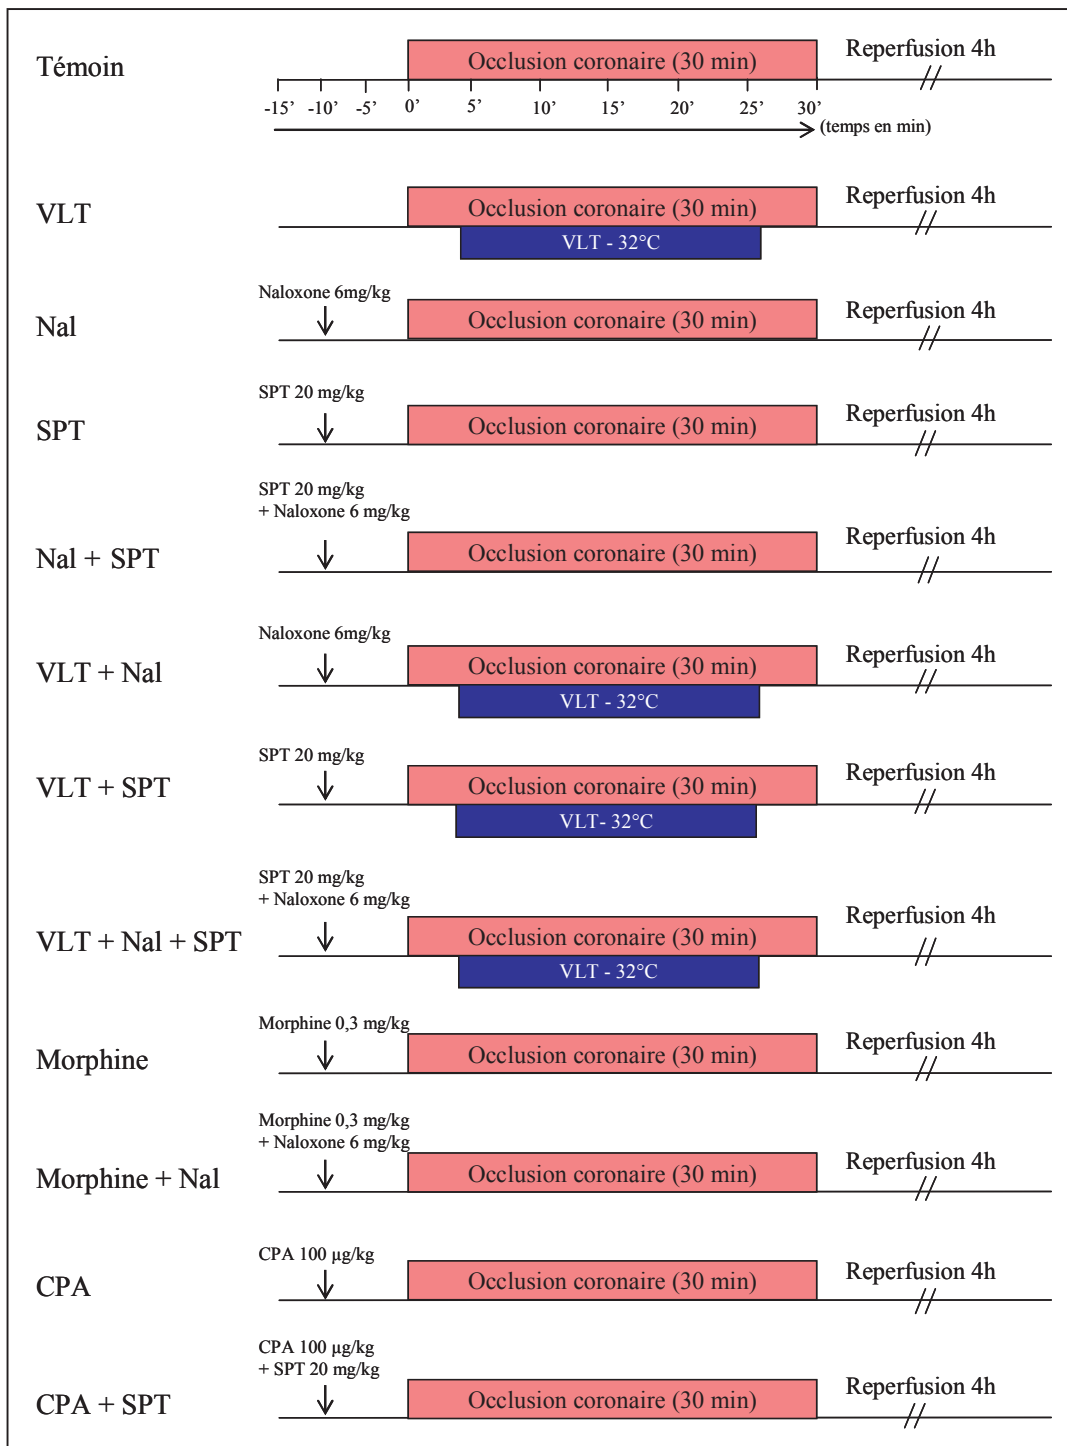 Témoin
Occlusion coronaire (30 min)
Reperfusion 4h
-15’ -10’ -5’ 0’ 5’ 10’ 15’ 20’ 25’ 30’
(temps en min)
VLT
Occlusion coronaire (30 min)
Reperfusion 4h
VLT - 32°C
Naloxone 6mg/kg
Nal
Occlusion coronaire (30 min)
Reperfusion 4h
SPT 20 mg/kg
SPT
Occlusion coronaire (30 min)
Reperfusion 4h
SPT 20 mg/kg
+ Naloxone 6 mg/kg
Nal + SPT
Occlusion coronaire (30 min)
Reperfusion 4h
Naloxone 6mg/kg
VLT + Nal
Occlusion coronaire (30 min)
Reperfusion 4h
VLT - 32°C
SPT 20 mg/kg
VLT + SPT
Occlusion coronaire (30 min)
Reperfusion 4h
VLT- 32°C
SPT 20 mg/kg
+ Naloxone 6 mg/kg
VLT + Nal + SPT
Occlusion coronaire (30 min)
Reperfusion 4h
VLT - 32°C
Morphine 0,3 mg/kg
Morphine
Occlusion coronaire (30 min)
Reperfusion 4h
Morphine 0,3 mg/kg
+ Naloxone 6 mg/kg
Morphine + Nal
Occlusion coronaire (30 min)
Reperfusion 4h
CPA 100 µg/kg
CPA
Occlusion coronaire (30 min)
Reperfusion 4h
CPA 100 µg/kg
+ SPT 20 mg/kg
CPA + SPT
Occlusion coronaire (30 min)
Reperfusion 4h